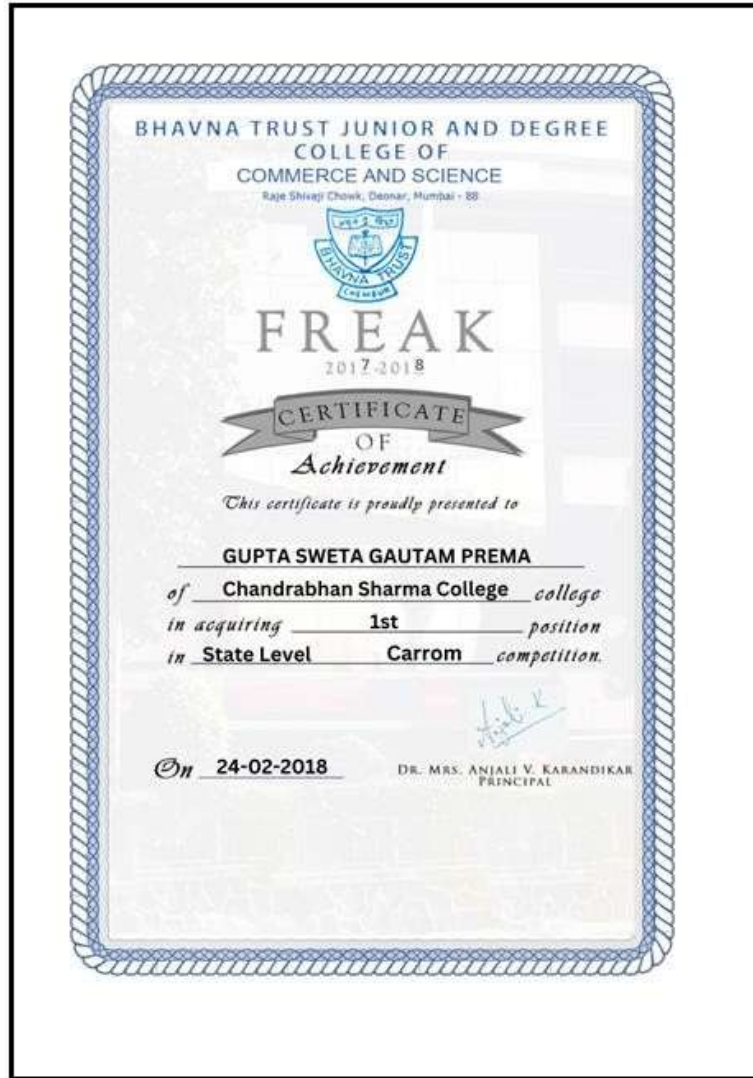 BHAVNA TRUST JUNIOR AND DEGREE
COLLEGE OF
COMMERCE AND SCIENCE
Raje Shivaji Chowk, Deonar, Mumbai - 88
BHAVNA TRUST
CHEMBUR
FREAK
2017-2018
CERTIFICATE
OF
Achievement
This certificate is proudly presented to
GUPTA SWETA GAUTAM PREMA
of Chandrabhan Sharma College college
in acquiring 1st position
in State Level Carrom competition.
Anjali K
On 24-02-2018
DR. MRS. ANJALI V. KARANDIKAR
PRINCIPAL